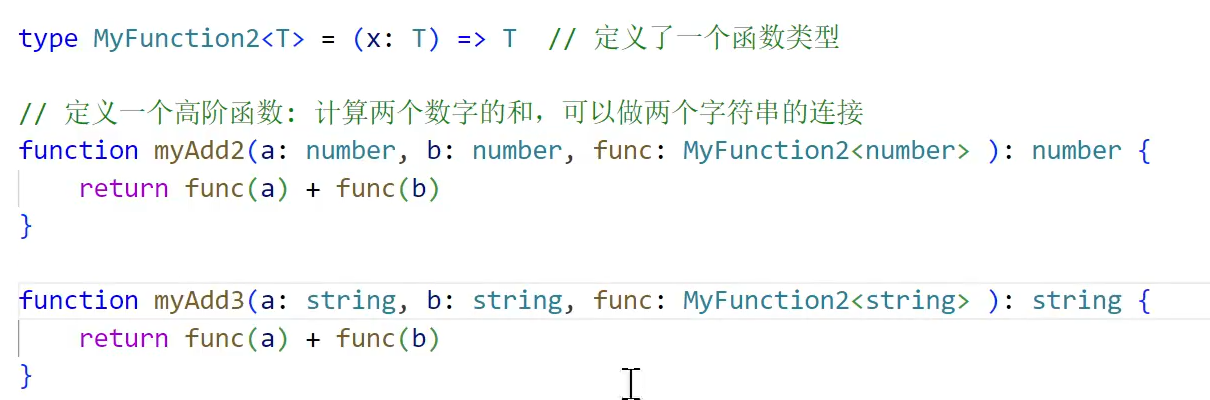 type MyFunction2<T> = (x: T) => T  // 定义了一个函数类型
// 定义一个高阶函数: 计算两个数字的和，可以做两个字符串的连接
function myAdd2(a: number, b: number, func: MyFunction2<number> ): number {
    return func(a) + func(b)
}
function myAdd3(a: string, b: string, func: MyFunction2<string> ): string {
    return func(a) + func(b)
}